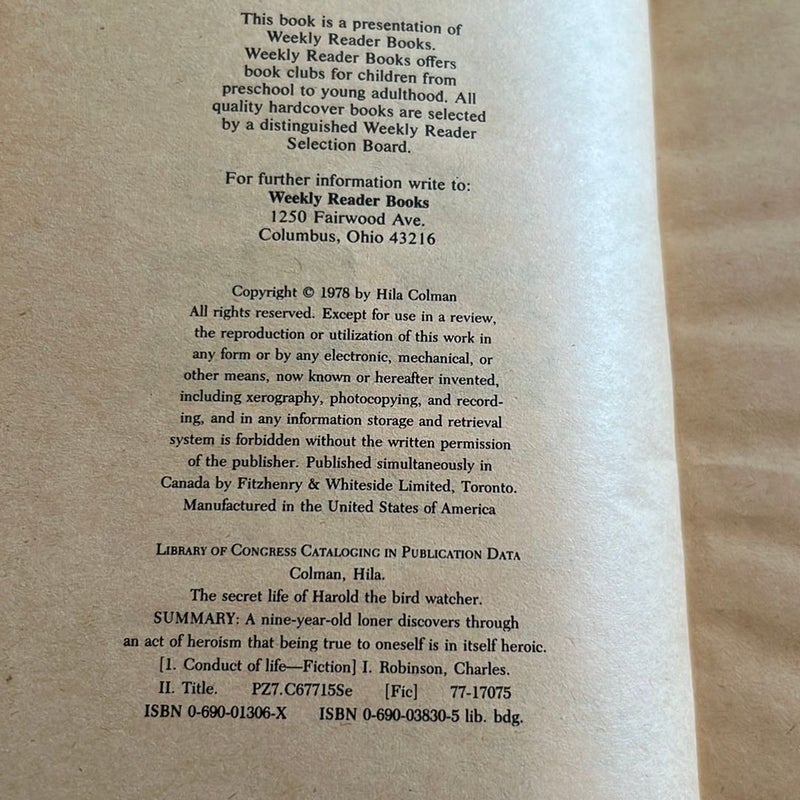 This book is a presentation of
Weekly Reader Books.
Weekly Reader Books offers
book clubs for children from
preschool to young adulthood. All
quality hardcover books are selected
by a distinguished Weekly Reader
Selection Board.
For further information write to:
Weekly Reader Books
1250 Fairwood Ave.
Columbus, Ohio 43216
Copyright © 1978 by Hila Colman
All rights reserved. Except for use in a review,
the reproduction or utilization of this work in
any form or by any electronic, mechanical, or
other means, now known or hereafter invented,
including xerography, photocopying, and record-
ing, and in any information storage and retrieval
system is forbidden without the written permission
of the publisher. Published simultaneously in
Canada by Fitzhenry & Whiteside Limited, Toronto.
Manufactured in the United States of America
Library of Congress Cataloging in Publication Data
Colman, Hila.
The secret life of Harold the bird watcher.
SUMMARY: A nine-year-old loner discovers through
an act of heroism that being true to oneself is in itself heroic.
[1. Conduct of life—Fiction] I. Robinson, Charles.
II. Title. PZ7.C67715Se [Fic] 77-17075
ISBN 0-690-01306-X ISBN 0-690-03830-5 lib. bdg.